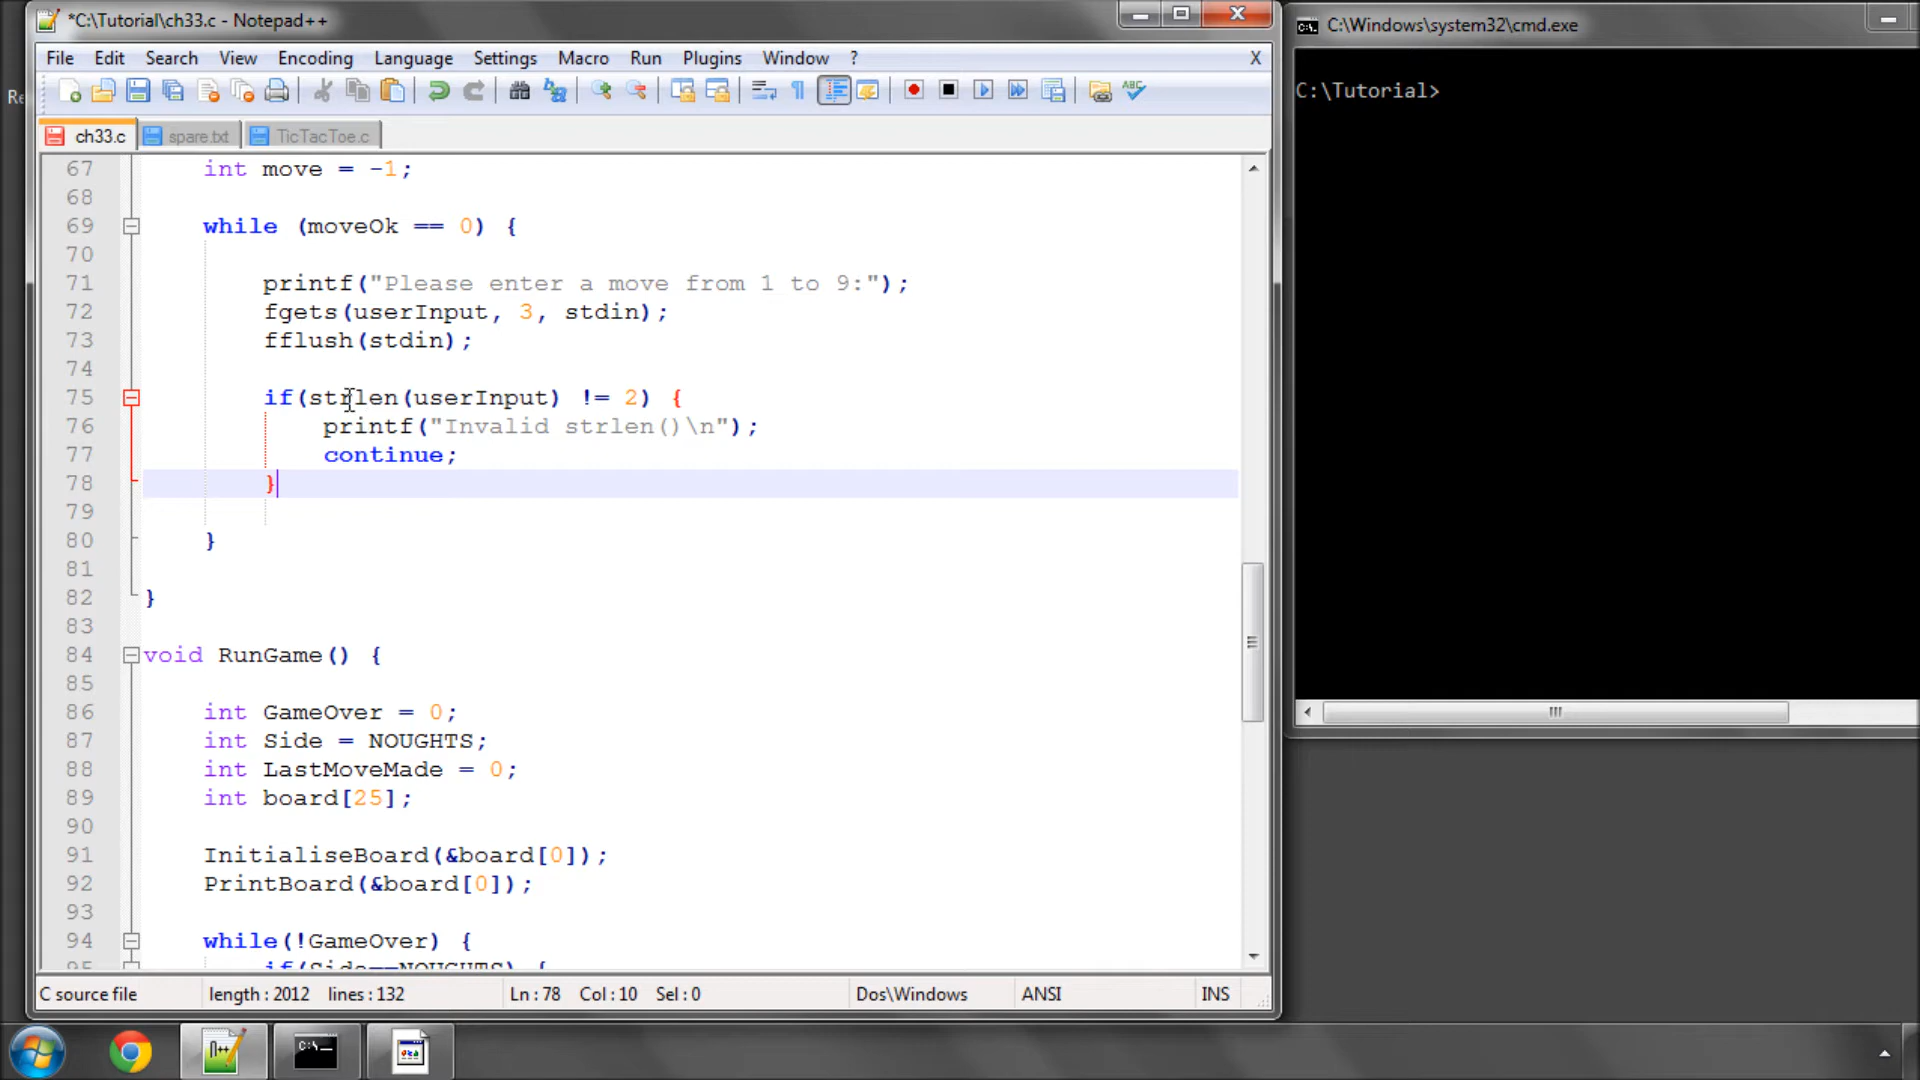 *C:\Tutorial\ch33.c - Notepad++
File Edit Search View Encoding Language Settings Macro Run Plugins Window ? X
ch33.c spare.txt TicTacToe.c
67 int move = -1;
68
69 while (moveOk == 0) {
70
71 printf("Please enter a move from 1 to 9:");
72 fgets(userInput, 3, stdin);
73 fflush(stdin);
74
75 if(strlen(userInput) != 2) {
76 printf("Invalid strlen()\n");
77 continue;
78 }
79
80 }
81
82 }
83
84 void RunGame() {
85
86 int GameOver = 0;
87 int Side = NOUGHTS;
88 int LastMoveMade = 0;
89 int board[25];
90
91 InitialiseBoard(&board[0]);
92 PrintBoard(&board[0]);
93
94 while(!GameOver) {
95 if(Side==NOUGHTS) {
C source file length : 2012 lines : 132 Ln : 78 Col : 10 Sel : 0 Dos\Windows ANSI INS
C:\Windows\system32\cmd.exe
C:\Tutorial>